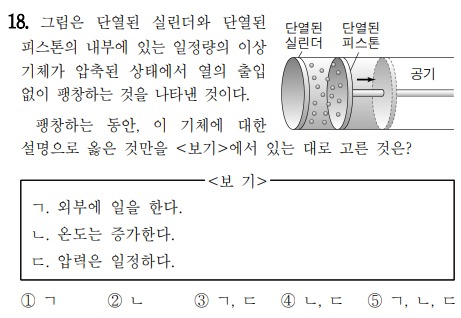 18. 그림은 단열된 실린더와 단열된
피스톤의 내부에 있는 일정량의 이상
기체가 압축된 상태에서 열의 출입
없이 팽창하는 것을 나타낸 것이다.
단열된
실린더
단열된
피스톤
공기
팽창하는 동안, 이 기체에 대한
설명으로 옳은 것만을 <보기>에서 있는 대로 고른 것은?
<보 기>
ㄱ. 외부에 일을 한다.
ㄴ. 온도는 증가한다.
ㄷ. 압력은 일정하다.
① ㄱ ② ㄴ ③ ㄱ, ㄷ ④ ㄴ, ㄷ ⑤ ㄱ, ㄴ, ㄷ